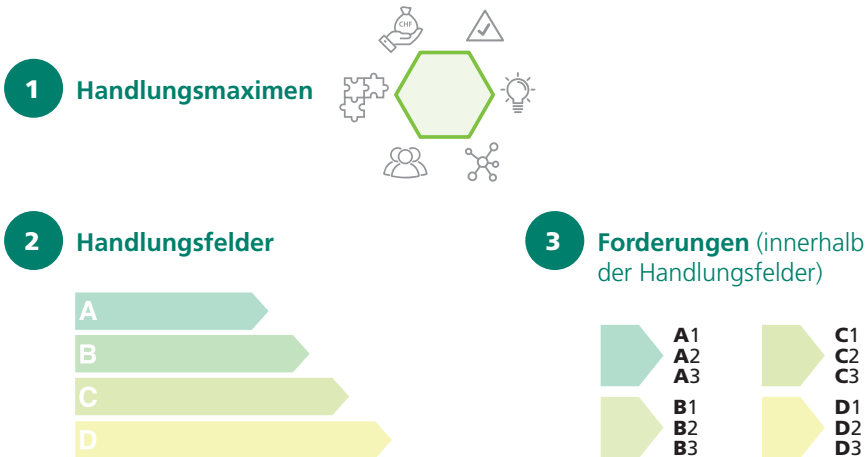 CHF
1 Handlungsmaximen
2 Handlungsfelder
A
B
C
D
3 Forderungen (innerhalb
der Handlungsfelder)
A1
A2
A3
B1
B2
B3
C1
C2
C3
D1
D2
D3